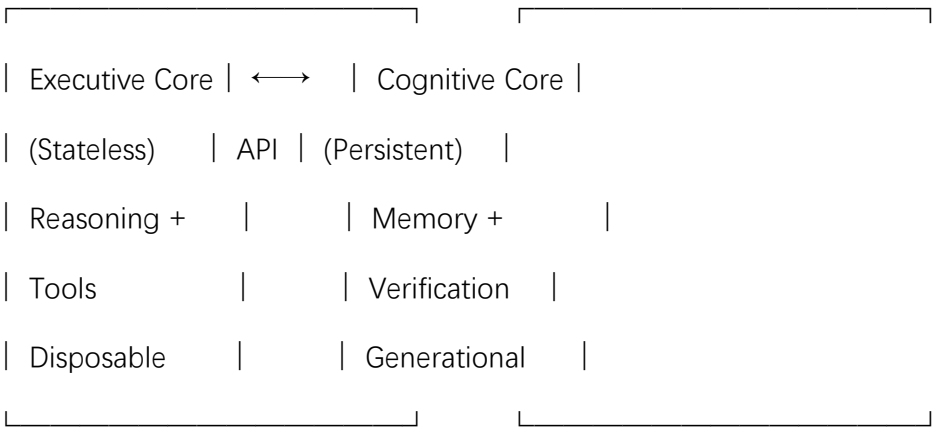 ┌──────────────────┐ ┌──────────────────┐
│ Executive Core │ ←→ │ Cognitive Core │
│ (Stateless) │ API │ (Persistent) │
│ Reasoning + │ │ Memory + │
│ Tools │ │ Verification │
│ Disposable │ │ Generational │
└──────────────────┘ └──────────────────┘